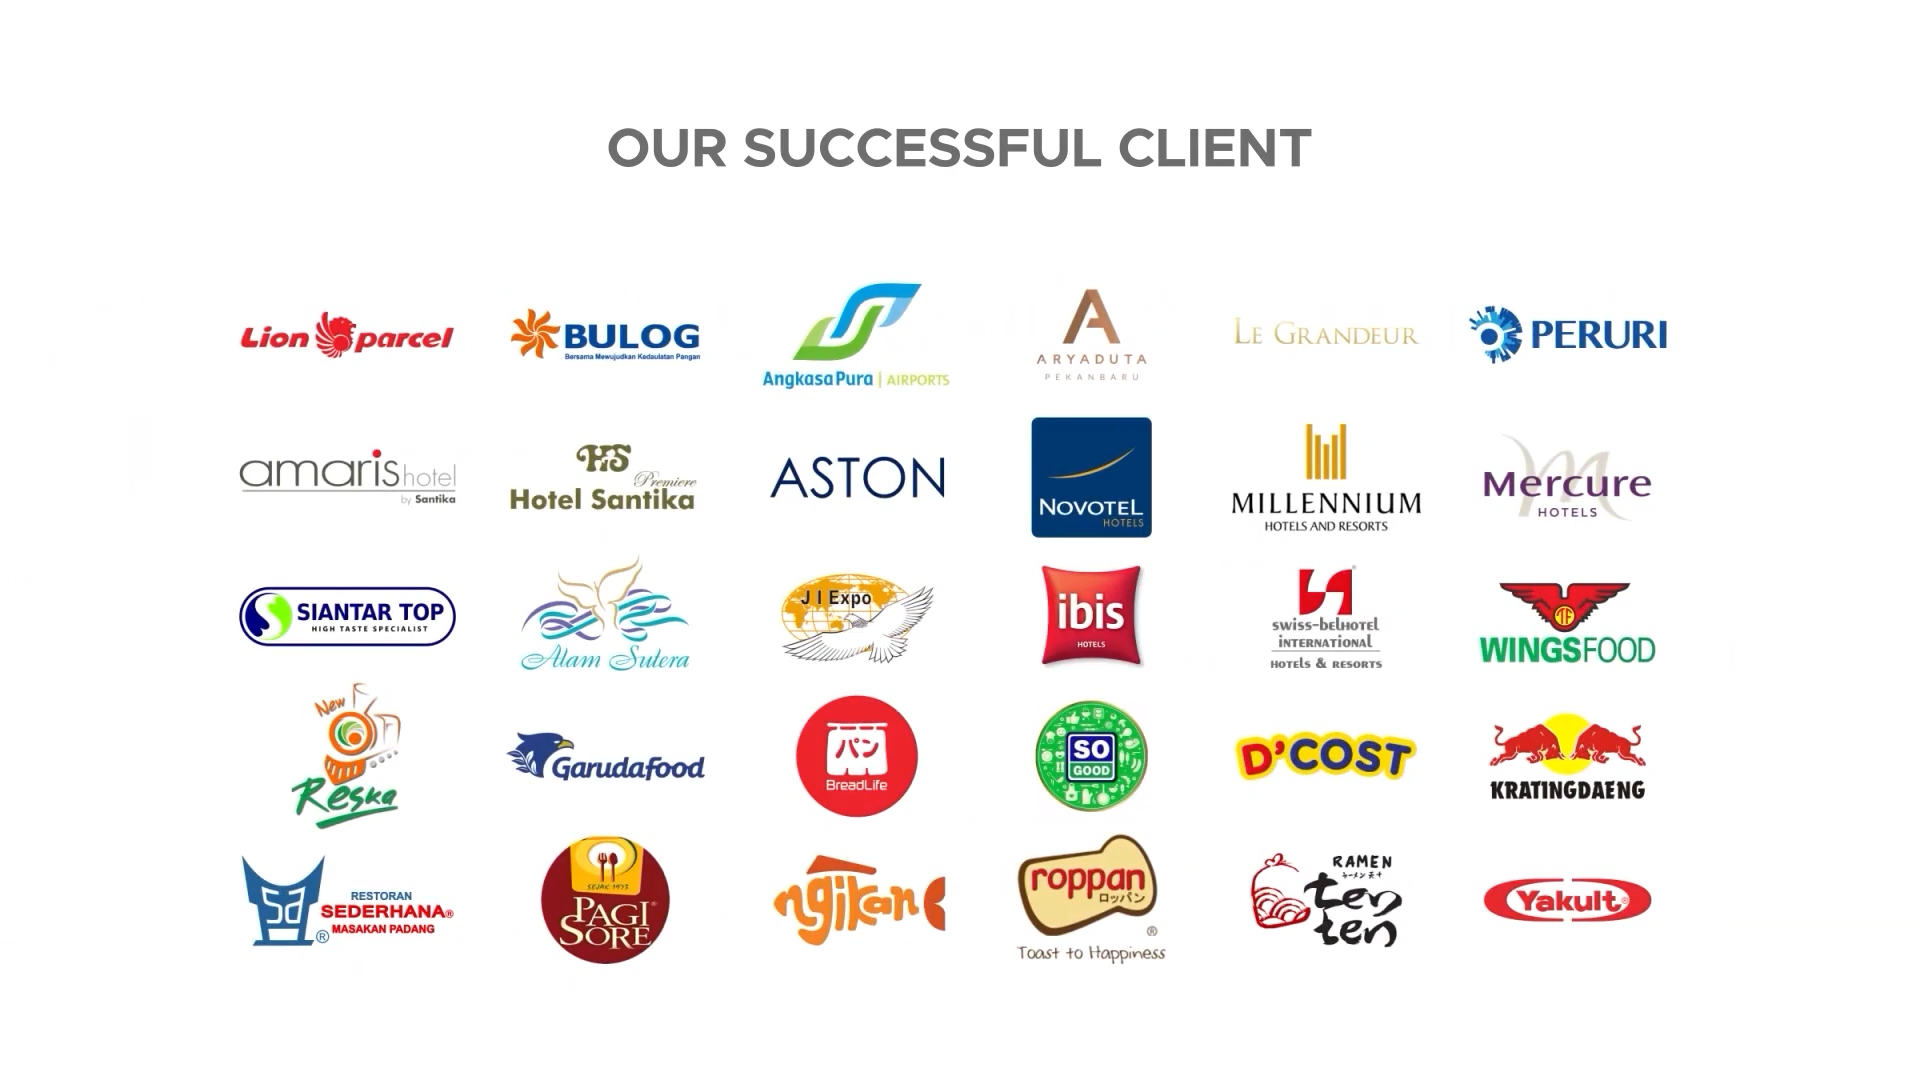 OUR SUCCESSFUL CLIENT
Lion parcel
BULOG
Bersama Mewujudkan Kedaulatan Pangan
AngkasaPura | AIRPORTS
ARYADUTA
PEKANBARU
LE GRANDEUR
PERURI
amaris hotel
by Santika
HS
Premiere
Hotel Santika
ASTON
NOVOTEL
HOTELS
MILLENNIUM
HOTELS AND RESORTS
Mercure
HOTELS
SIANTAR TOP
HIGH TASTE SPECIALIST
Alam Sutera
JIExpo
ibis
HOTELS
swiss-belhotel
INTERNATIONAL
HOTELS & RESORTS
WINGSFOOD
New
Reska
Garudafood
パン
BreadLife
SO
GOOD
D'COST
KRATINGDAENG
RESTORAN
SEDERHANA®
MASAKAN PADANG
®
SEJAK 1973
PAGI
SORE
ngikan
roppan
ロッパン
®
Toast to Happiness
RAMEN
ten
ten
Yakult